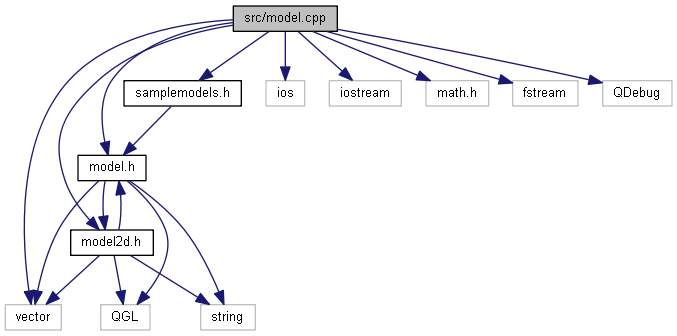 src/model.cpp
samplemodels.h
ios
iostream
math.h
fstream
QDebug
model.h
model2d.h
vector
QGL
string